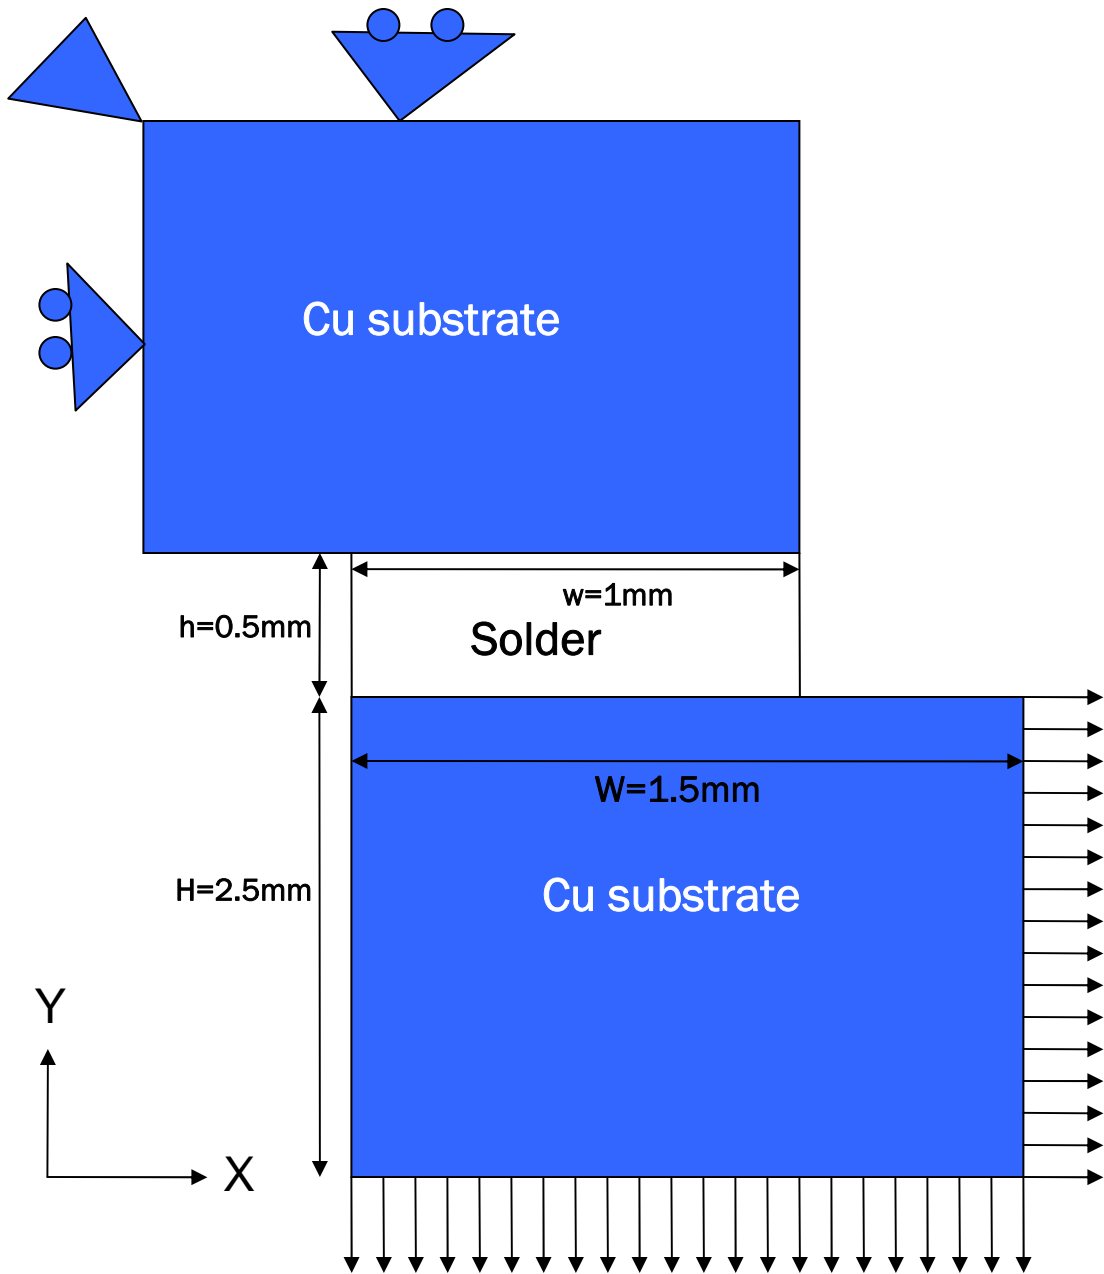 Cu substrate
w=1mm
h=0.5mm
Solder
W=1.5mm
H=2.5mm
Cu substrate
Y
X